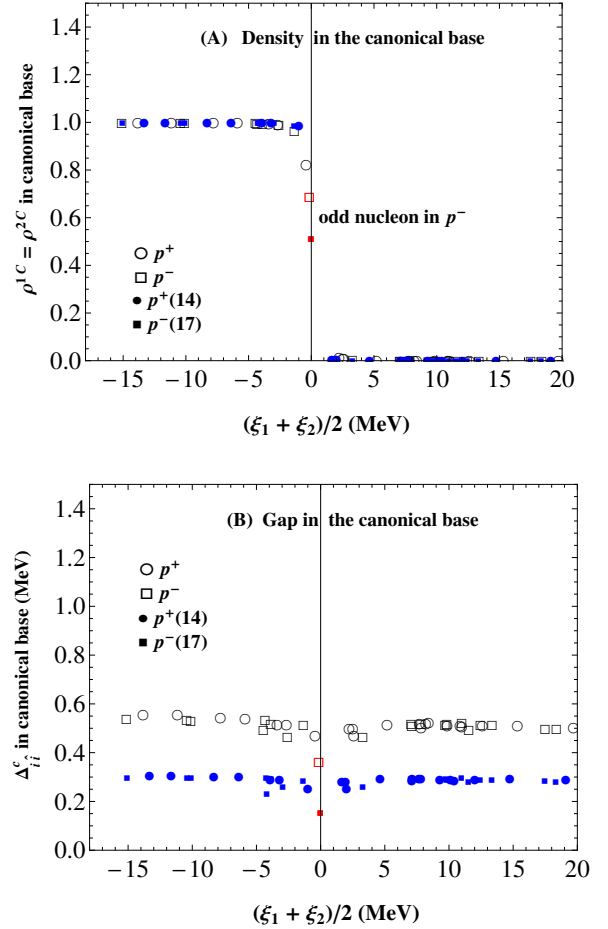 (A) Density in the canonical base
1.4
1.2
1.0
0.8
0.6
0.4
0.2
0.0
ρ¹ᶜ = ρ²ᶜ in canonical base
odd nucleon in p⁻
p⁺
p⁻
p⁺(14)
p⁻(17)
−15 −10 −5 0 5 10 15 20
(ξ₁ + ξ₂)/2 (MeV)
(B) Gap in the canonical base
1.4
1.2
1.0
0.8
0.6
0.4
0.2
0.0
Δᶜᵢî in canonical base (MeV)
p⁺
p⁻
p⁺(14)
p⁻(17)
−15 −10 −5 0 5 10 15 20
(ξ₁ + ξ₂)/2 (MeV)